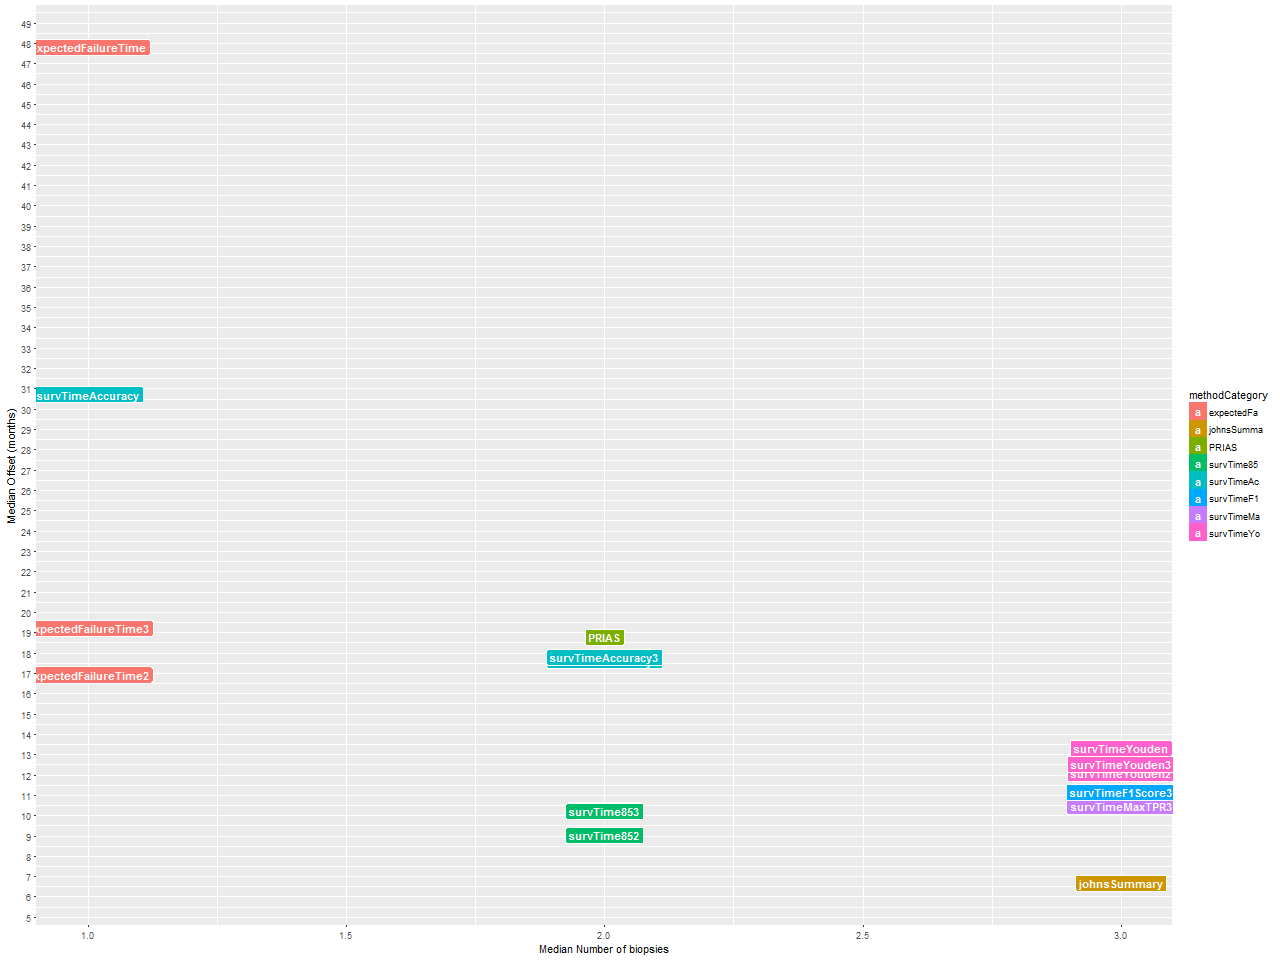 49
48
47
46
45
44
43
42
41
40
39
38
37
36
35
34
33
32
31
30
29
28
27
26
25
24
23
22
21
20
19
18
17
16
15
14
13
12
11
10
9
8
7
6
5
Median Offset (months)
xpectedFailureTime
survTimeAccuracy
xpectedFailureTime3
PRIAS
survTimeAccuracy3
xpectedFailureTime2
survTimeYouden
survTimeYouden3
survTimeYouden2
survTimeF1Score3
survTimeMaxTPR3
survTime853
survTime852
johnsSummary
1.0
1.5
2.0
2.5
3.0
Median Number of biopsies
methodCategory
a expectedFa
a johnsSumma
a PRIAS
a survTime85
a survTimeAc
a survTimeF1
a survTimeMa
a survTimeYo